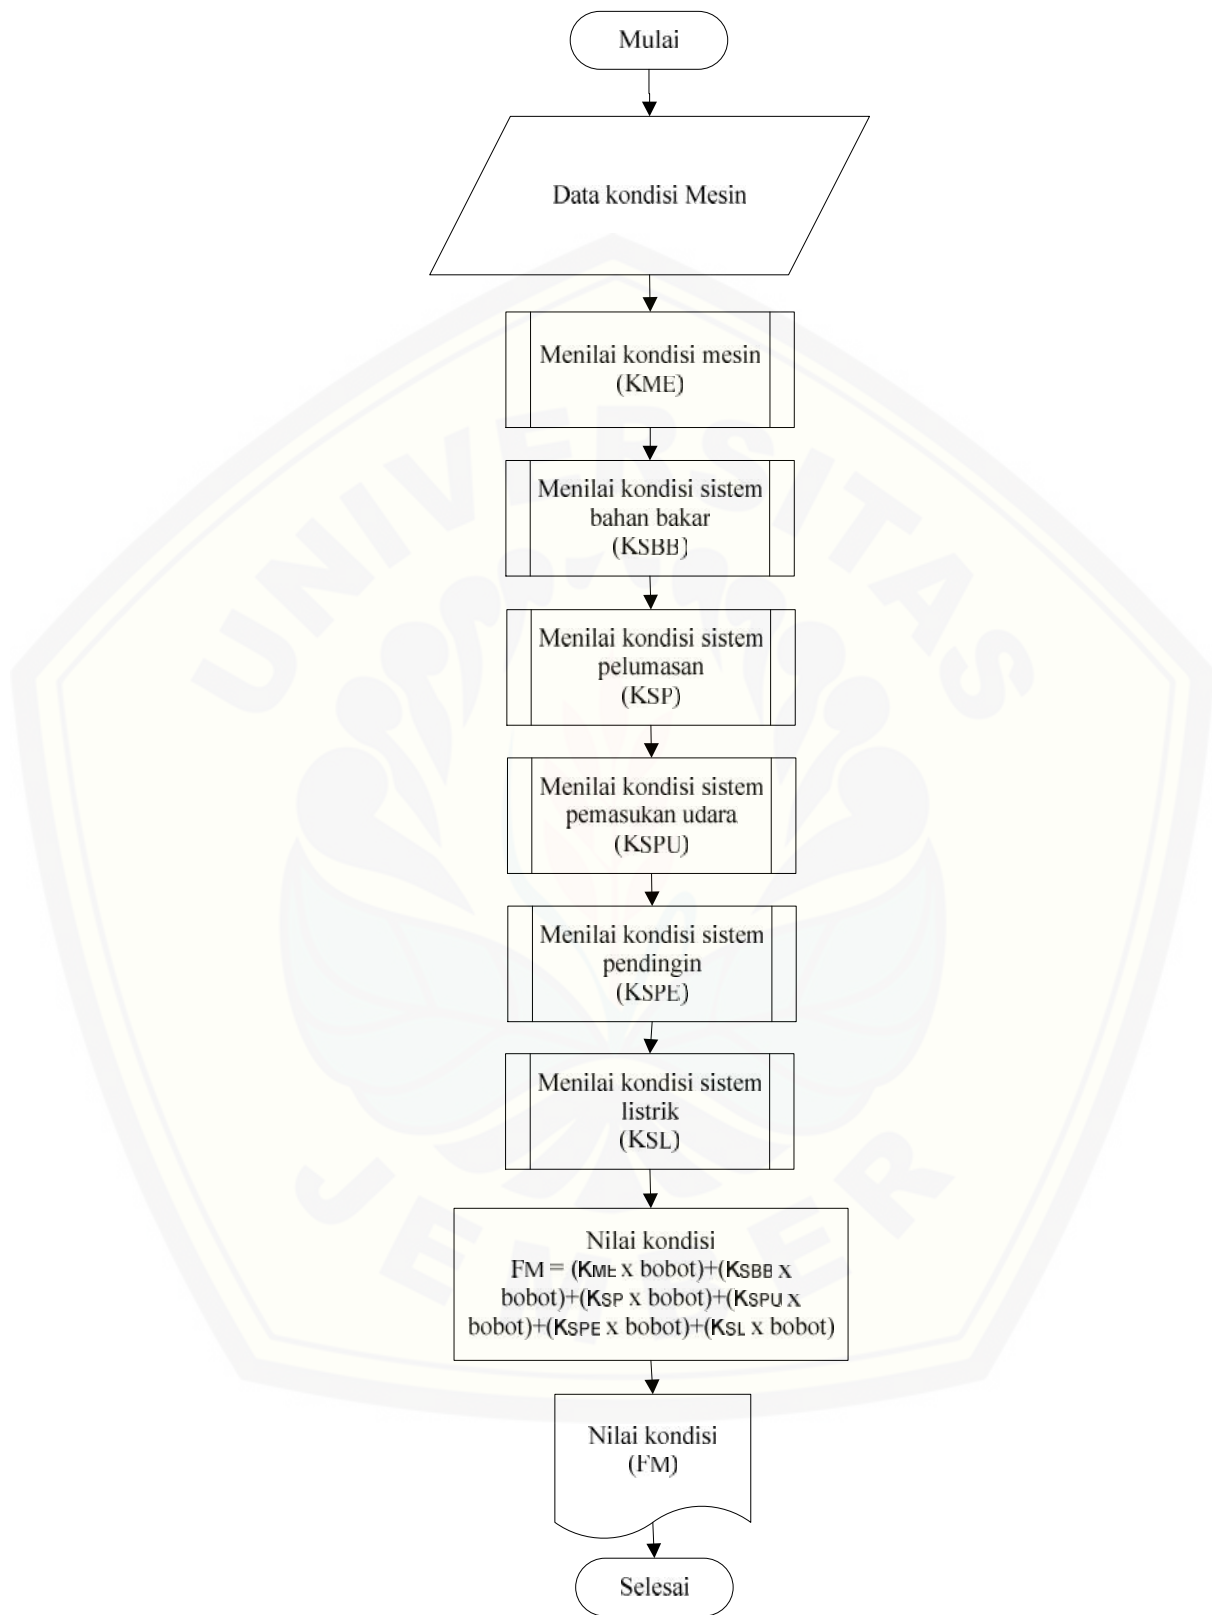 Mulai
Data kondisi Mesin
Menilai kondisi mesin
(KME)
Menilai kondisi sistem
bahan bakar
(KSBB)
Menilai kondisi sistem
pelumasan
(KSP)
Menilai kondisi sistem
pemasukan udara
(KSPU)
Menilai kondisi sistem
pendingin
(KSPE)
Menilai kondisi sistem
listrik
(KSL)
Nilai kondisi
FM = (KME x bobot)+(KSBB x
bobot)+(KSP x bobot)+(KSPU x
bobot)+(KSPE x bobot)+(KSL x bobot)
Nilai kondisi
(FM)
Selesai
UNIVERSITAS
JEMBER